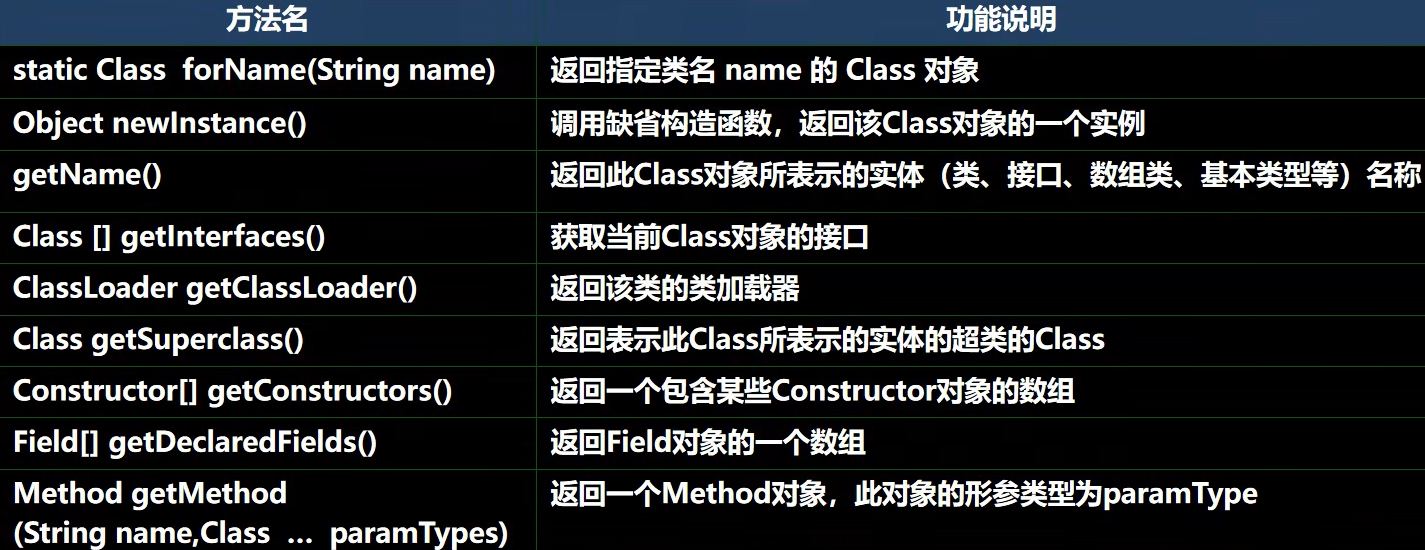 方法名 功能说明
static Class forName(String name) 返回指定类名 name 的 Class 对象
Object newInstance() 调用缺省构造函数，返回该Class对象的一个实例
getName() 返回此Class对象所表示的实体（类、接口、数组类、基本类型等）名称
Class [] getInterfaces() 获取当前Class对象的接口
ClassLoader getClassLoader() 返回该类的类加载器
Class getSuperclass() 返回表示此Class所表示的实体的超类的Class
Constructor[] getConstructors() 返回一个包含某些Constructor对象的数组
Field[] getDeclaredFields() 返回Field对象的一个数组
Method getMethod 返回一个Method对象，此对象的形参类型为paramType
(String name,Class … paramTypes)